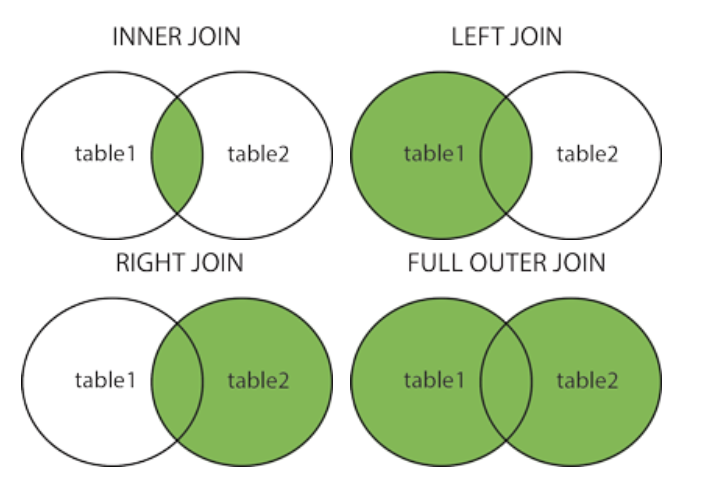 INNER JOIN
LEFT JOIN
table1
table2
table1
table2
RIGHT JOIN
FULL OUTER JOIN
table1
table2
table1
table2